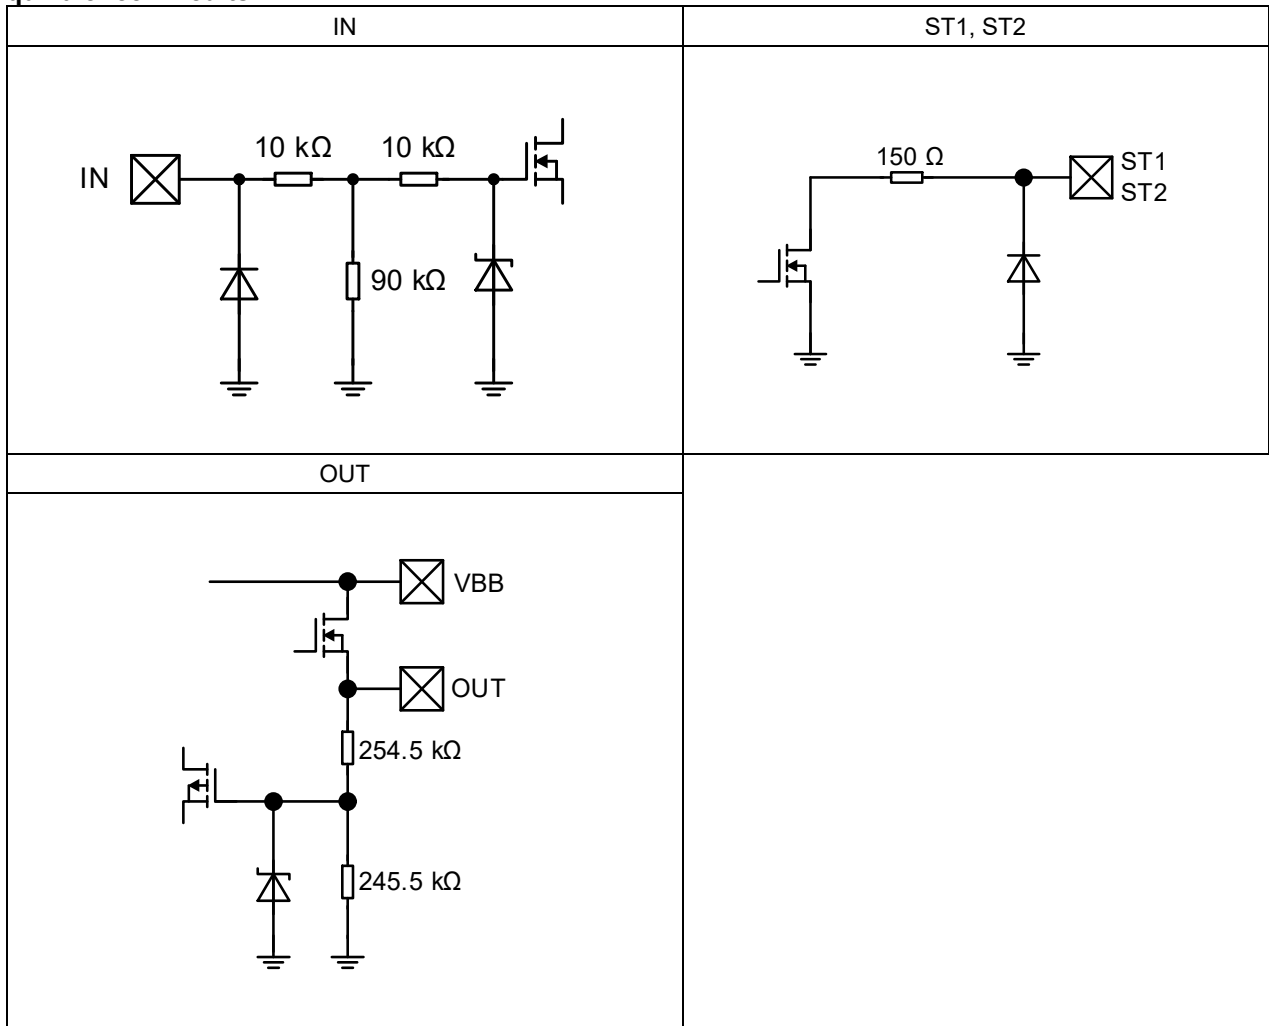 IN
ST1, ST2
10 kΩ
10 kΩ
IN
90 kΩ
150 Ω
ST1
ST2
OUT
VBB
OUT
254.5 kΩ
245.5 kΩ